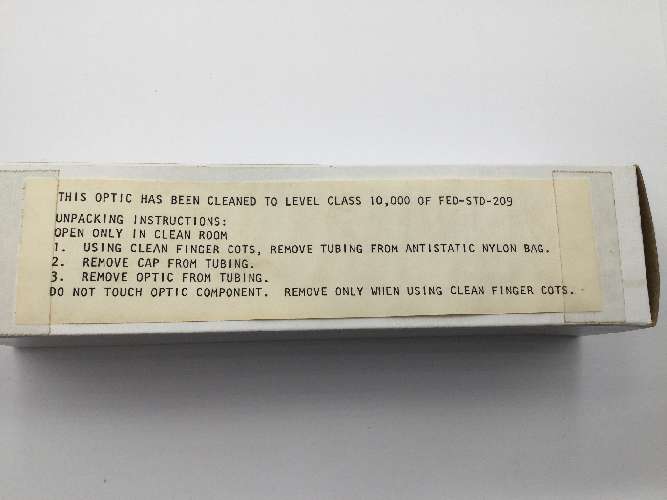 THIS OPTIC HAS BEEN CLEANED TO LEVEL CLASS 10,000 OF FED-STD-209
UNPACKING INSTRUCTIONS:
OPEN ONLY IN CLEAN ROOM
1. USING CLEAN FINGER COTS, REMOVE TUBING FROM ANTISTATIC NYLON BAG.
2. REMOVE CAP FROM TUBING.
3. REMOVE OPTIC FROM TUBING.
DO NOT TOUCH OPTIC COMPONENT. REMOVE ONLY WHEN USING CLEAN FINGER COTS.